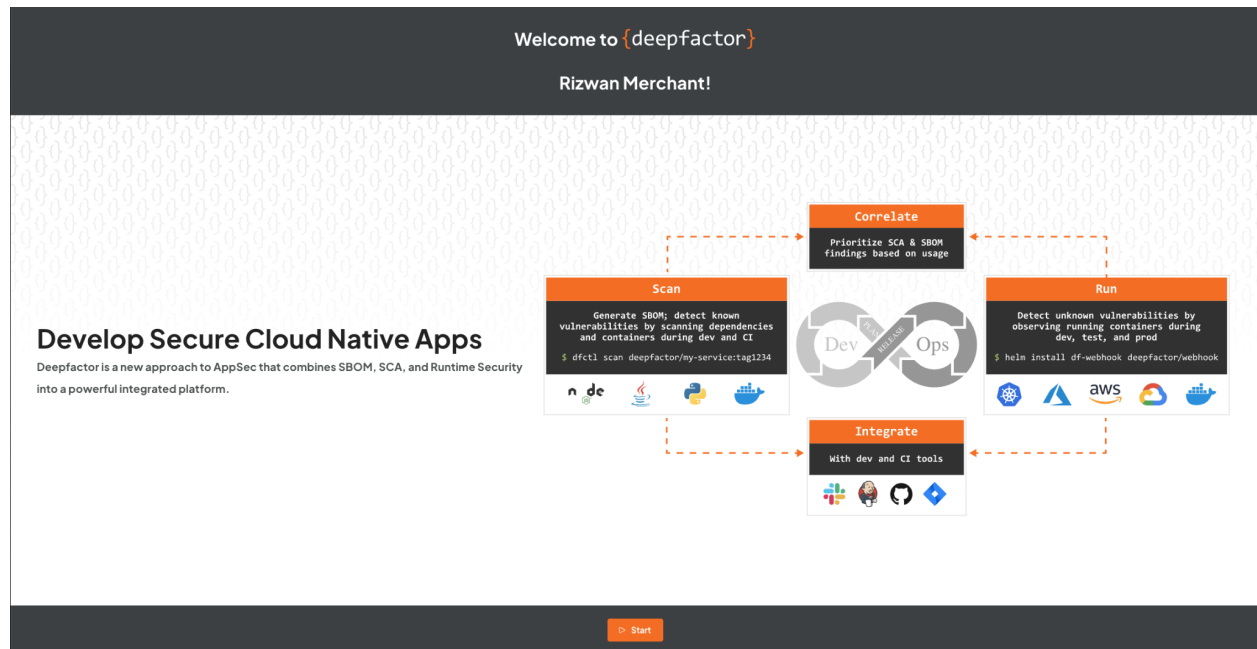 Welcome to {deepfactor}
Rizwan Merchant!
Develop Secure Cloud Native Apps
Deepfactor is a new approach to AppSec that combines SBOM, SCA, and Runtime Security
into a powerful integrated platform.
Correlate
Prioritize SCA & SBOM
findings based on usage
Scan
Generate SBOM; detect known
vulnerabilities by scanning dependencies
and containers during dev and CI
$ dfctl scan deepfactor/my-service:tag1234
node
Dev
PLAN
RELEASE
Ops
Run
Detect unknown vulnerabilities by
observing running containers during
dev, test, and prod
$ helm install df-webhook deepfactor/webhook
aws
Integrate
With dev and CI tools
Start